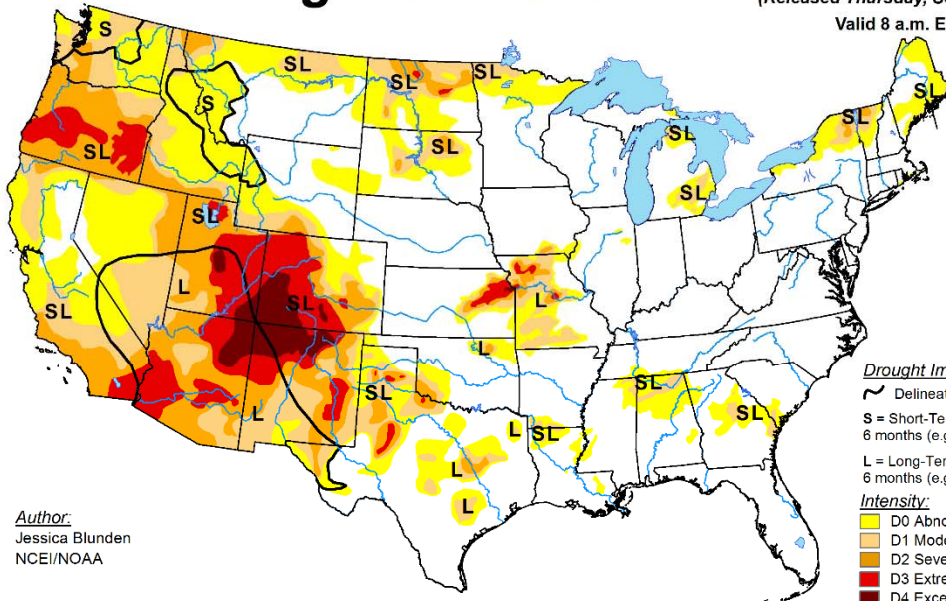 Valid 8 a.m. E
S
SL
SL
SL
S
SL
SL
SL
SL
SL
SL
SL
L
SL
SL
L
L
SL
SL
SL
L
L
SL
L
L
Drought Im
Delineat
S = Short-Te
6 months (e.g
L = Long-Ter
6 months (e.g
Intensity:
D0 Abno
D1 Mode
D2 Seve
D3 Extre
D4 Exce
Author:
Jessica Blunden
NCEI/NOAA